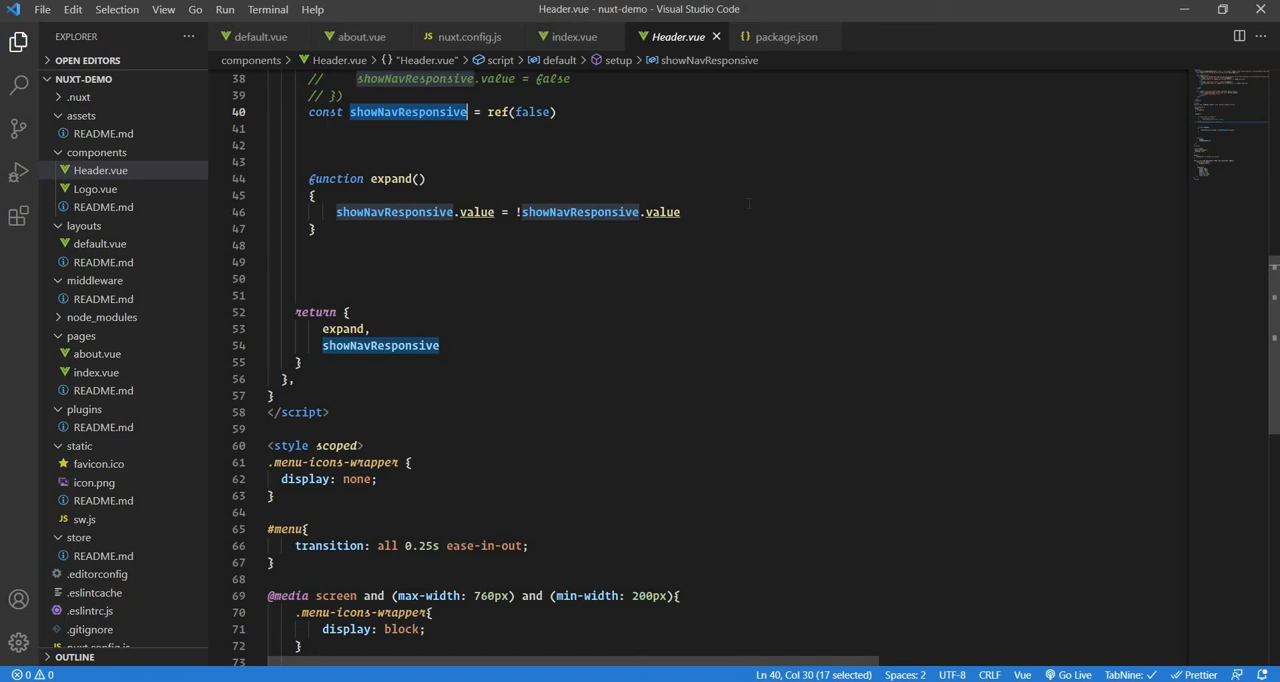 File Edit Selection View Go Run Terminal Help Header.vue - nuxt-demo - Visual Studio Code
EXPLORER
default.vue about.vue nuxt.config.js index.vue Header.vue package.json
OPEN EDITORS
components > Header.vue > {} "Header.vue" > script > default > setup > showNavResponsive
NUXT-DEMO
.nuxt
assets
README.md
components
Header.vue
Logo.vue
README.md
layouts
default.vue
README.md
middleware
README.md
node_modules
pages
about.vue
index.vue
README.md
plugins
README.md
static
favicon.ico
icon.png
README.md
sw.js
store
README.md
.editorconfig
.eslintcache
.eslintrc.js
.gitignore
nuxt.config.js
OUTLINE
38 // showNavResponsive.value = false
39 // })
40 const showNavResponsive = ref(false)
41
42
43
44 function expand()
45 {
46 showNavResponsive.value = !showNavResponsive.value
47 }
48
49
50
51
52 return {
53 expand,
54 showNavResponsive
55 }
56 },
57 }
58 </script>
59
60 <style scoped>
61 .menu-icons-wrapper {
62 display: none;
63 }
64
65 #menu{
66 transition: all 0.25s ease-in-out;
67 }
68
69 @media screen and (max-width: 760px) and (min-width: 200px){
70 .menu-icons-wrapper{
71 display: block;
72 }
73
0 0 Ln 40, Col 30 (17 selected) Spaces: 2 UTF-8 CRLF Vue Go Live TabNine: Prettier